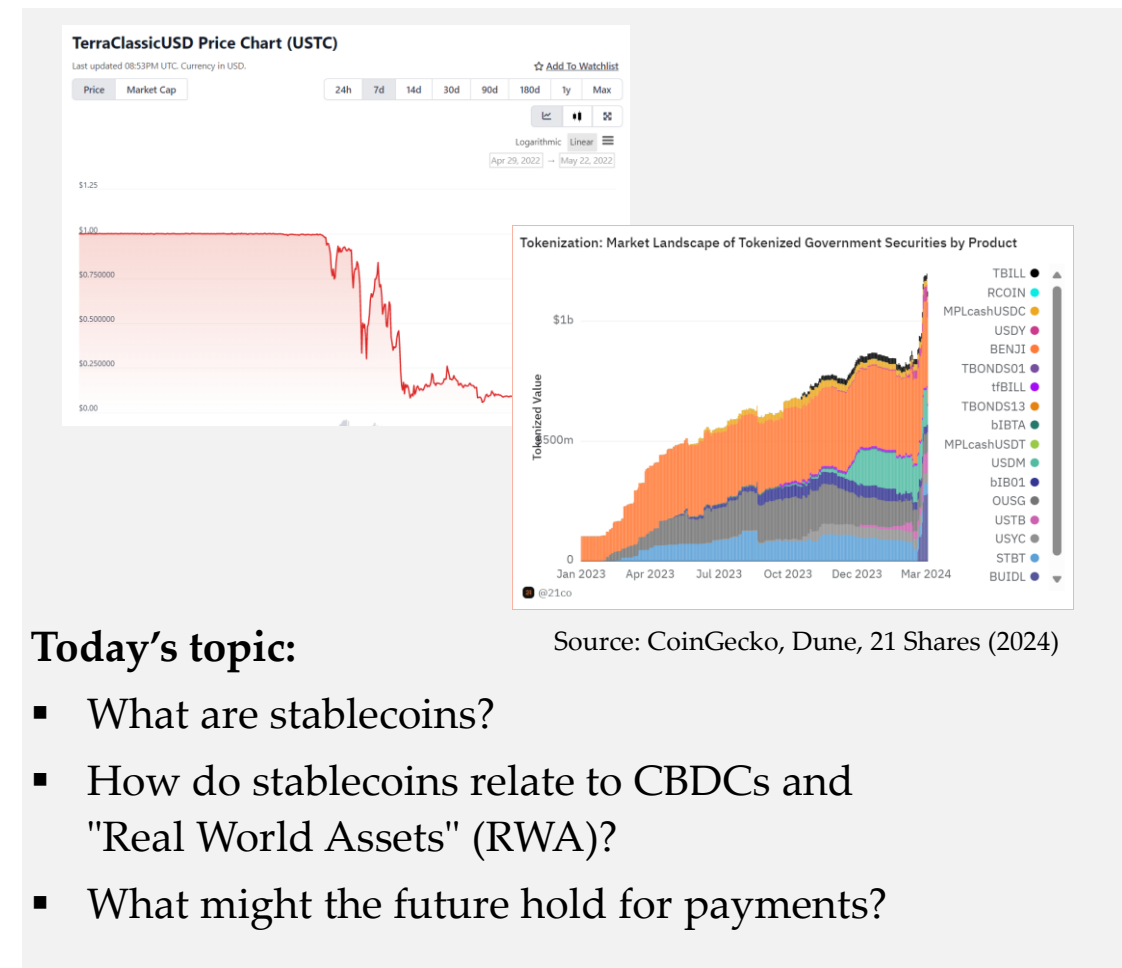 TerraClassicUSD Price Chart (USTC)
Last updated 08:53PM UTC. Currency in USD.
Add To Watchlist
Price Market Cap
24h 7d 14d 30d 90d 180d 1y Max
Logarithmic Linear
Apr 29, 2022 → May 22, 2022
$1.25
$1.00
$0.750000
$0.500000
$0.250000
$0.00
Tokenization: Market Landscape of Tokenized Government Securities by Product
Tokenized Value
$1b
$500m
0
Jan 2023 Apr 2023 Jul 2023 Oct 2023 Dec 2023 Mar 2024
TBILL
RCOIN
MPLcashUSDC
USDY
BENJI
TBONDS01
tfBILL
TBONDS13
bIBTA
MPLcashUSDT
USDM
bIB01
OUSG
USTB
USYC
STBT
BUIDL
@21co
Source: CoinGecko, Dune, 21 Shares (2024)
Today's topic:
▪ What are stablecoins?
▪ How do stablecoins relate to CBDCs and
"Real World Assets" (RWA)?
▪ What might the future hold for payments?